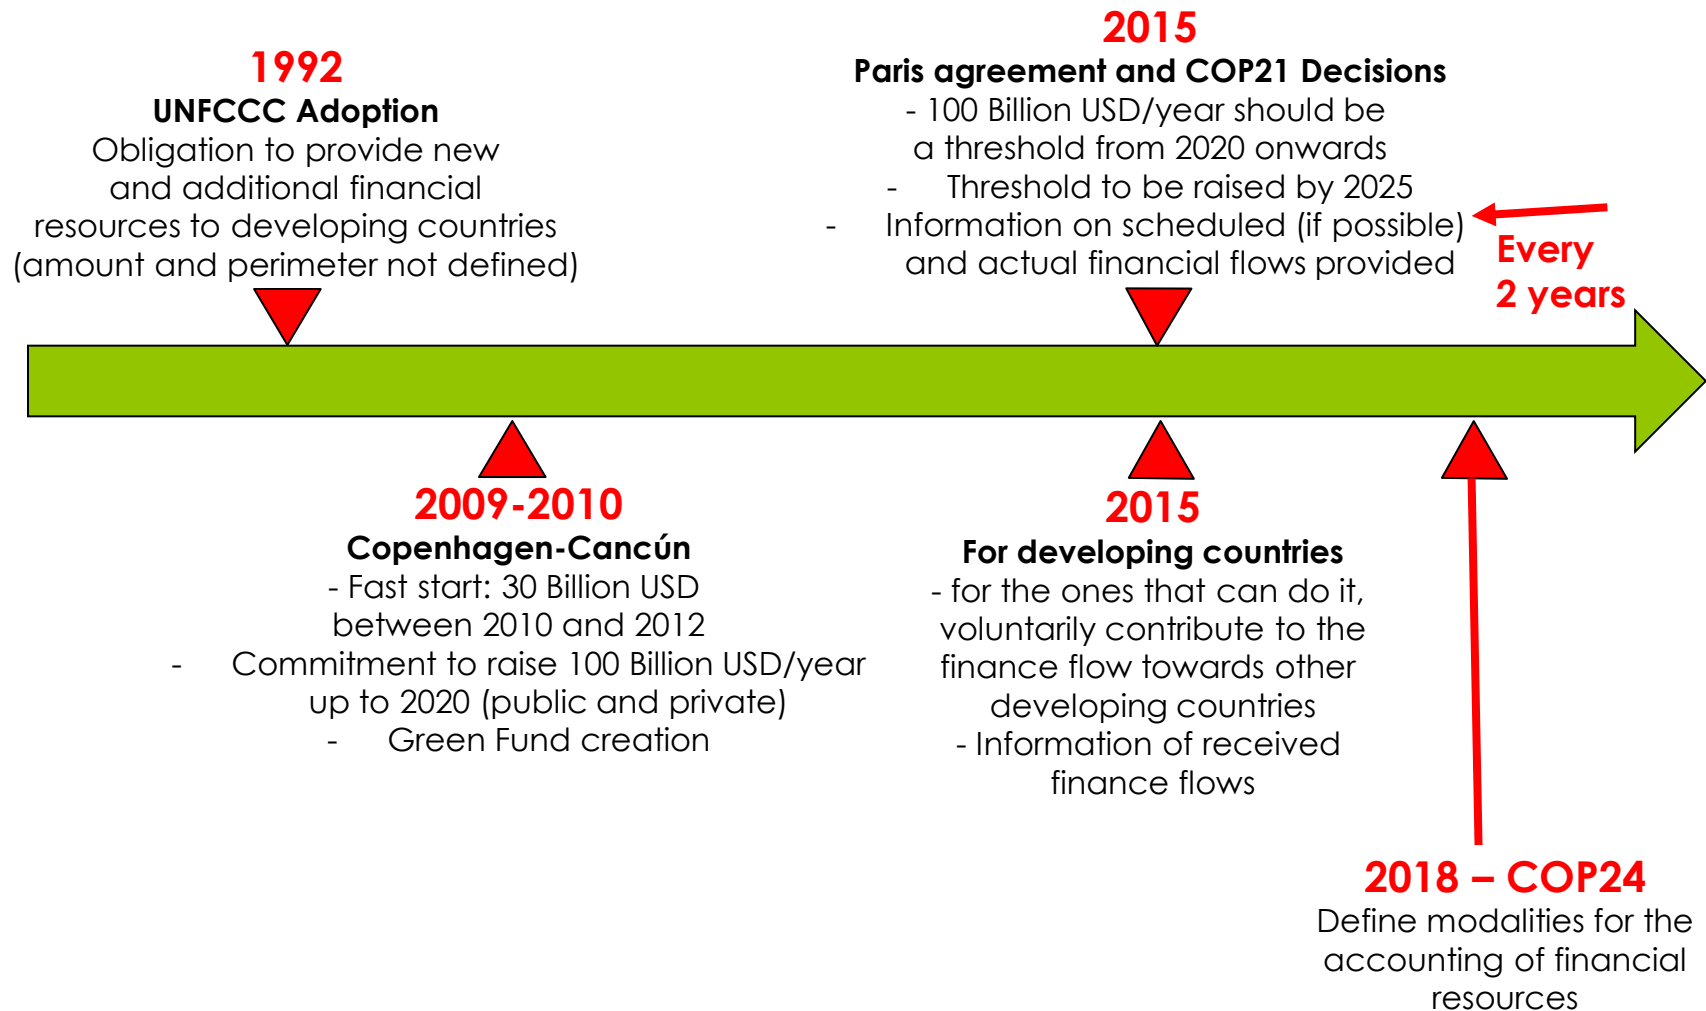 1992
UNFCCC Adoption
Obligation to provide new
and additional financial
resources to developing countries
(amount and perimeter not defined)
2015
Paris agreement and COP21 Decisions
- 100 Billion USD/year should be
a threshold from 2020 onwards
- Threshold to be raised by 2025
- Information on scheduled (if possible)
and actual financial flows provided
Every
2 years
2009-2010
Copenhagen-Cancún
- Fast start: 30 Billion USD
between 2010 and 2012
- Commitment to raise 100 Billion USD/year
up to 2020 (public and private)
- Green Fund creation
2015
For developing countries
- for the ones that can do it,
voluntarily contribute to the
finance flow towards other
developing countries
- Information of received
finance flows
2018 – COP24
Define modalities for the
accounting of financial
resources